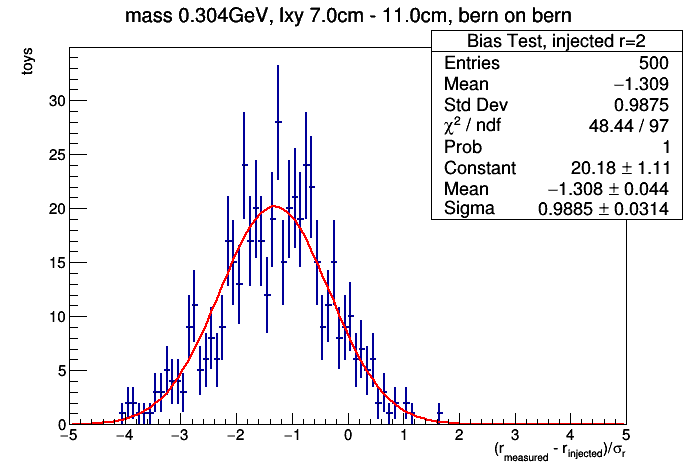 mass 0.304GeV, lxy 7.0cm - 11.0cm, bern on bern
Bias Test, injected r=2
Entries 500
Mean −1.309
Std Dev 0.9875
χ² / ndf 48.44 / 97
Prob 1
Constant 20.18 ± 1.11
Mean −1.308 ± 0.044
Sigma 0.9885 ± 0.0314
toys
30
25
20
15
10
5
0
−5 −4 −3 −2 −1 0 1 2 3 4 5
(r_measured - r_injected)/σ_r